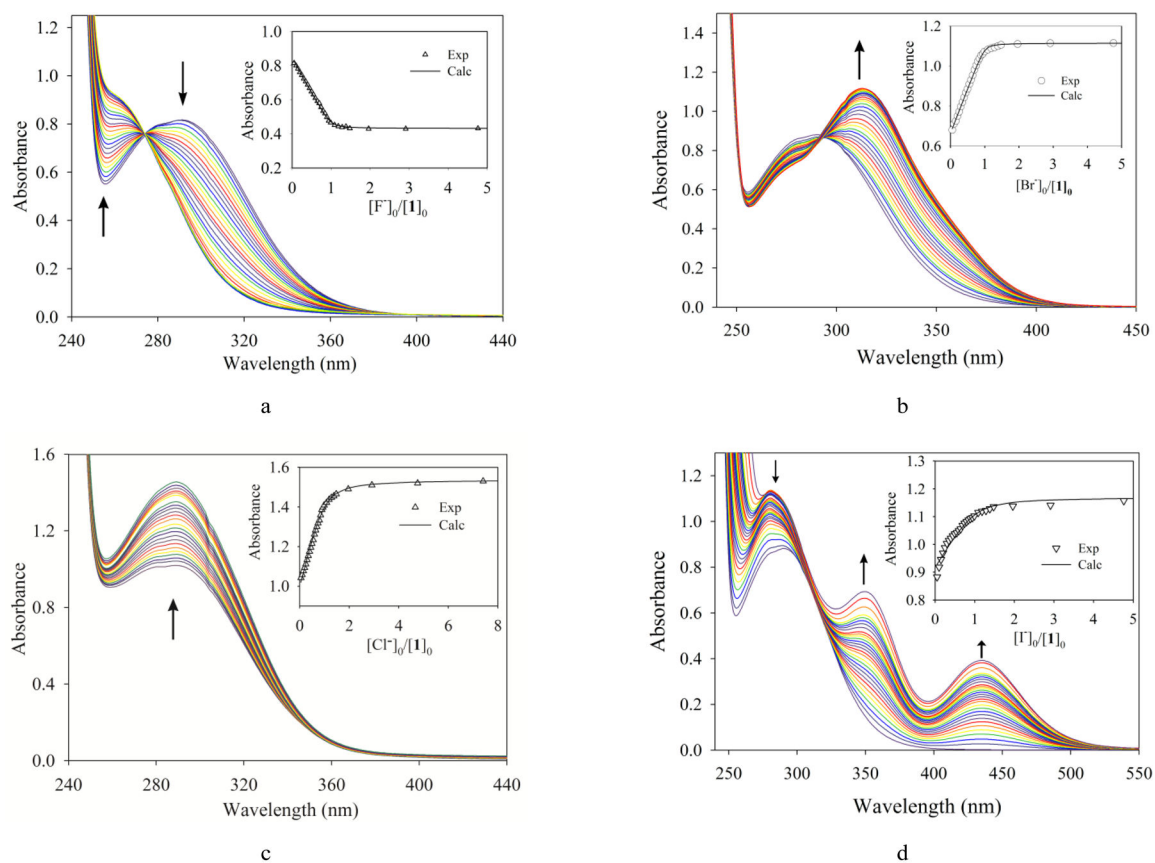 1.2
1.0
0.8
0.6
0.4
0.2
0.0
Absorbance
240 280 320 360 400 440
Wavelength (nm)
1.0
0.8
0.6
0.4
0.2
Absorbance
Exp
Calc
0 1 2 3 4 5
[F⁻]₀/[1]₀
a
1.4
1.2
1.0
0.8
0.6
0.4
0.2
0.0
Absorbance
250 300 350 400 450
Wavelength (nm)
1.2
1.1
1.0
0.9
0.8
0.7
0.6
Absorbance
Exp
Calc
0 1 2 3 4 5
[Br⁻]₀/[1]₀
b
1.6
1.2
0.8
0.4
0.0
Absorbance
240 280 320 360 400 440
Wavelength (nm)
1.6
1.5
1.4
1.3
1.2
1.1
1.0
Absorbance
Exp
Calc
0 2 4 6 8
[Cl⁻]₀/[1]₀
c
1.2
1.0
0.8
0.6
0.4
0.2
0.0
Absorbance
250 300 350 400 450 500 550
Wavelength (nm)
1.3
1.2
1.1
1.0
0.9
0.8
Absorbance
Exp
Calc
0 1 2 3 4 5
[I⁻]₀/[1]₀
d